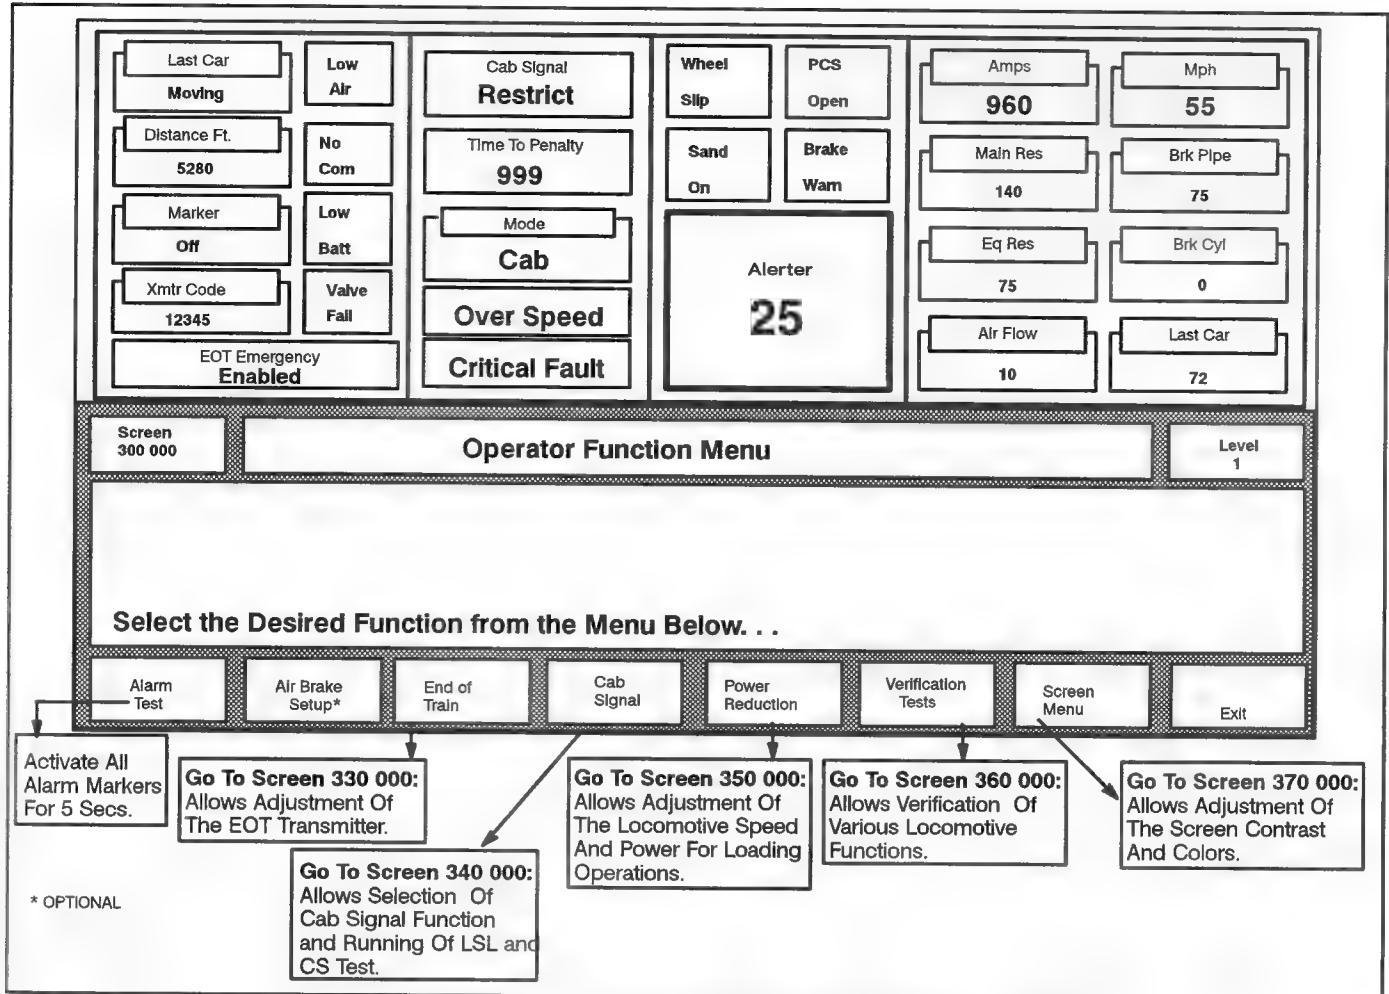 Last Car
Moving
Low
Air
Distance Ft.
5280
No
Com
Marker
Off
Low
Batt
Xmtr Code
12345
Valve
Fail
EOT Emergency
Enabled
Cab Signal
Restrict
Time To Penalty
999
Mode
Cab
Over Speed
Critical Fault
Wheel
Slip
PCS
Open
Sand
On
Brake
Warn
Alerter
25
Amps
960
Mph
55
Main Res
140
Brk Pipe
75
Eq Res
75
Brk Cyl
0
Air Flow
10
Last Car
72
Screen
300 000
Operator Function Menu
Level
1
Select the Desired Function from the Menu Below. . .
Alarm
Test
Air Brake
Setup*
End of
Train
Cab
Signal
Power
Reduction
Verification
Tests
Screen
Menu
Exit
Activate All
Alarm Markers
For 5 Secs.
Go To Screen 330 000:
Allows Adjustment Of
The EOT Transmitter.
Go To Screen 340 000:
Allows Selection Of
Cab Signal Function
and Running Of LSL and
CS Test.
Go To Screen 350 000:
Allows Adjustment Of
The Locomotive Speed
And Power For Loading
Operations.
Go To Screen 360 000:
Allows Verification Of
Various Locomotive
Functions.
Go To Screen 370 000:
Allows Adjustment Of
The Screen Contrast
And Colors.
* OPTIONAL